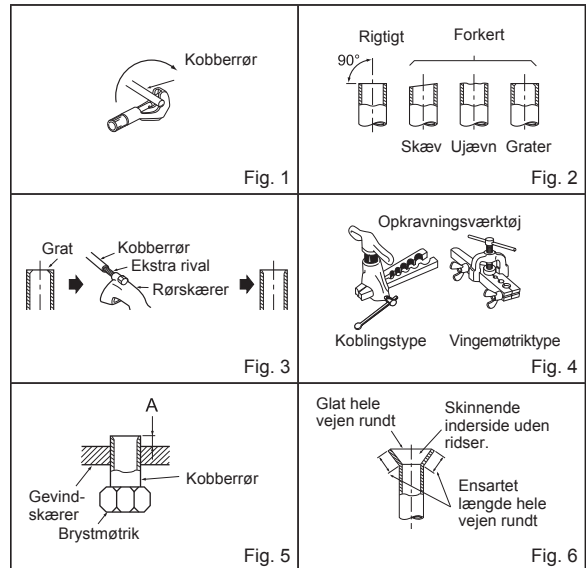 Kobberrør
Fig. 1
Rigtigt
Forkert
90°
Skæv Ujævn Grater
Fig. 2
Grat
Kobberrør
Ekstra rival
Rørskærer
Fig. 3
Opkravningsværktøj
Koblingstype Vingemøtriktype
Fig. 4
A
Kobberrør
Gevind-
skærer
Brystmøtrik
Fig. 5
Glat hele
vejen rundt
Skinnende
inderside uden
ridser.
Ensartet
længde hele
vejen rundt
Fig. 6